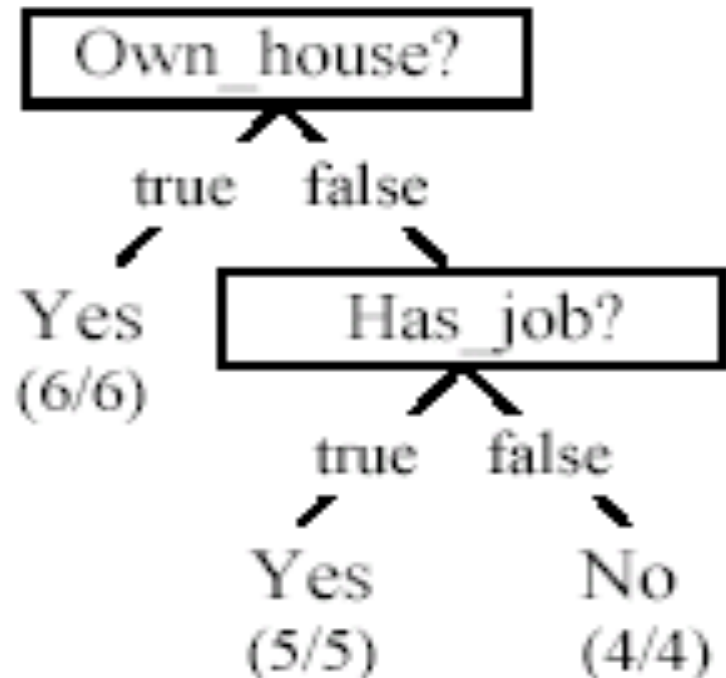 Own_house?
true false
Yes
(6/6)
Has_job?
true false
Yes No
(5/5) (4/4)